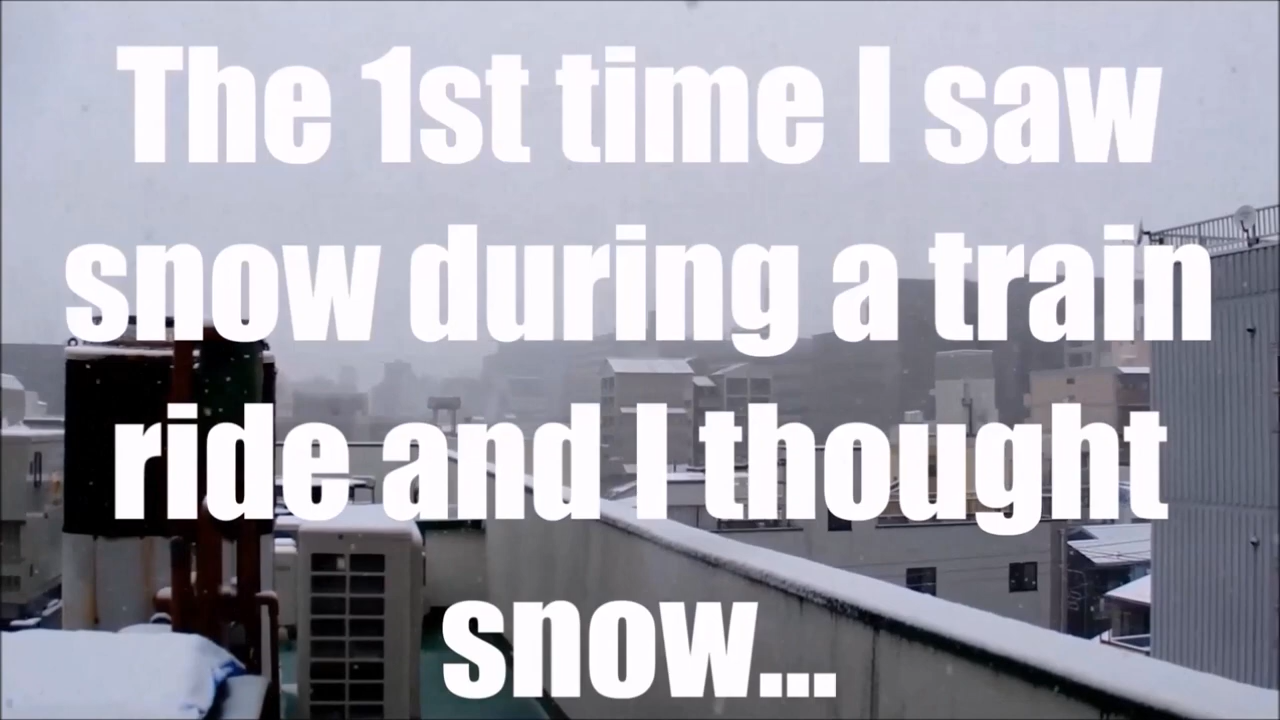 The 1st time I saw
snow during a train
ride and I thought
snow...